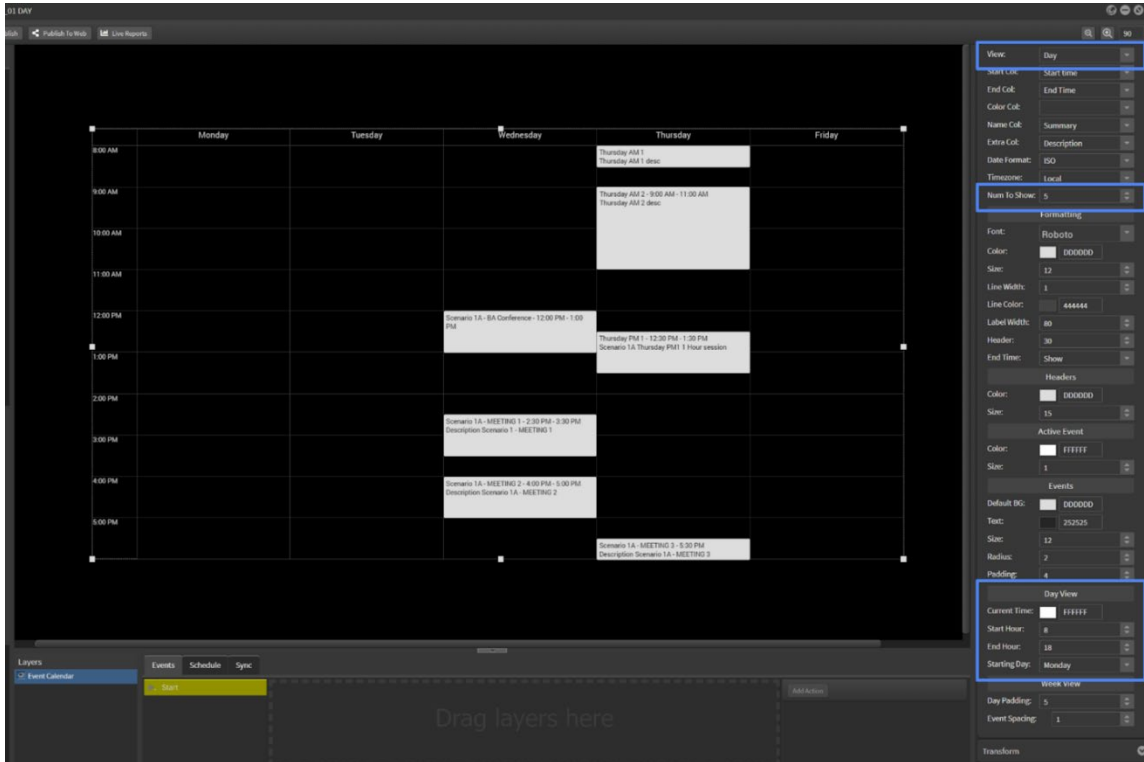 _01 DAY
Publish To Web
Live Reports
90
Monday
Tuesday
Wednesday
Thursday
Friday
8:00 AM
9:00 AM
10:00 AM
11:00 AM
12:00 PM
1:00 PM
2:00 PM
3:00 PM
4:00 PM
5:00 PM
Thursday AM 1
Thursday AM 1 desc
Thursday AM 2 - 9:00 AM - 11:00 AM
Thursday AM 2 desc
Scenario 1A - BA Conference - 12:00 PM - 1:00
PM
Thursday PM 1 - 12:30 PM - 1:30 PM
Scenario 1A Thursday PM1 1 Hour session
Scenario 1A - MEETING 1 - 2:30 PM - 3:30 PM
Description Scenario 1 - MEETING 1
Scenario 1A - MEETING 2 - 4:00 PM - 5:00 PM
Description Scenario 1A - MEETING 2
Scenario 1A - MEETING 3 - 5:30 PM
Description Scenario 1A - MEETING 3
View: Day
Start Col: Start time
End Col: End Time
Color Col:
Name Col: Summary
Extra Col: Description
Date Format: ISO
Timezone: Local
Num To Show: 5
Formatting
Font: Roboto
Color: DDDDDD
Size: 12
Line Width: 1
Line Color: 444444
Label Width: 80
Header: 30
End Time: Show
Headers
Color: DDDDDD
Size: 15
Active Event
Color: FFFFFF
Size: 1
Events
Default BG: DDDDDD
Text: 252525
Size: 12
Radius: 2
Padding: 4
Day View
Current Time: FFFFFF
Start Hour: 8
End Hour: 18
Starting Day: Monday
Week View
Day Padding: 5
Event Spacing: 1
Transform
Layers
Event Calendar
Events
Schedule
Sync
Start
Drag layers here
Add Action